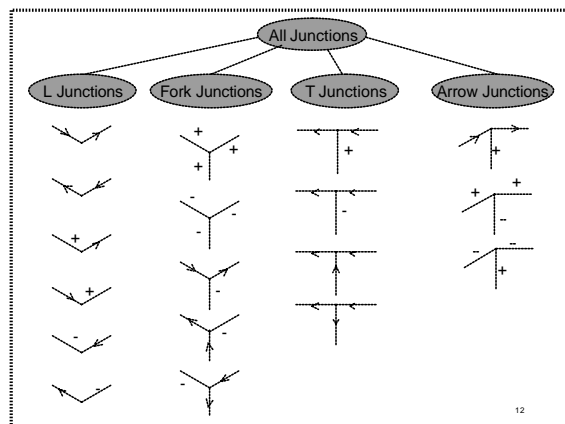 All Junctions
L Junctions Fork Junctions T Junctions Arrow Junctions
+ + + +
+ + +
- - - - -
+ - -
+ - +
- -
- - -
12